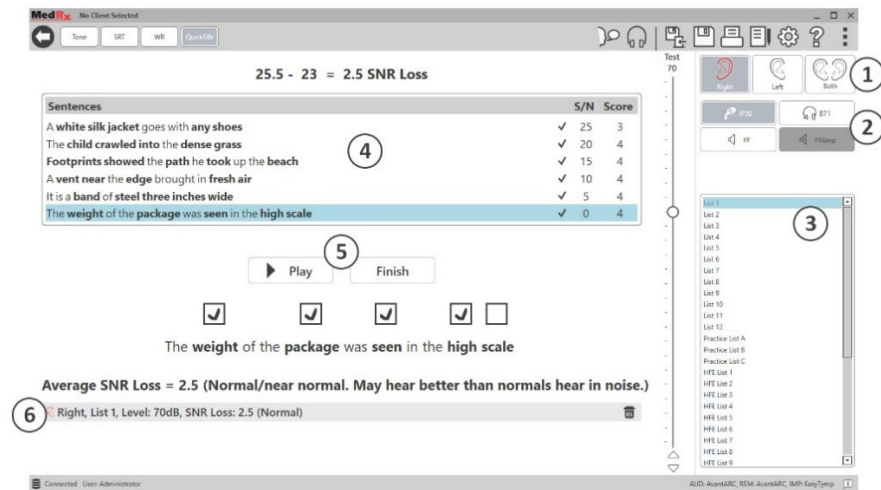 MedRx No Client Selected
Tone SRT WR QuickSIN
25.5 - 23 = 2.5 SNR Loss
Test
70
Right Left Both
1
IP30 B71
2
FF FFAmp
Sentences S/N Score
A white silk jacket goes with any shoes ✓ 25 3
The child crawled into the dense grass ✓ 20 4
Footprints showed the path he took up the beach ✓ 15 4
A vent near the edge brought in fresh air ✓ 10 4
It is a band of steel three inches wide ✓ 5 4
The weight of the package was seen in the high scale ✓ 0 4
4
5
Play Finish
The weight of the package was seen in the high scale
Average SNR Loss = 2.5 (Normal/near normal. May hear better than normals hear in noise.)
6
Right, List 1, Level: 70dB, SNR Loss: 2.5 (Normal)
3
List 1
List 2
List 3
List 4
List 5
List 6
List 7
List 8
List 9
List 10
List 11
List 12
Practice List A
Practice List B
Practice List C
HFE List 1
HFE List 2
HFE List 3
HFE List 4
HFE List 5
HFE List 6
HFE List 7
HFE List 8
HFE List 9
Connected User: Administrator
AUD: AvantARC, REM: AvantARC, IMP: EasyTymp